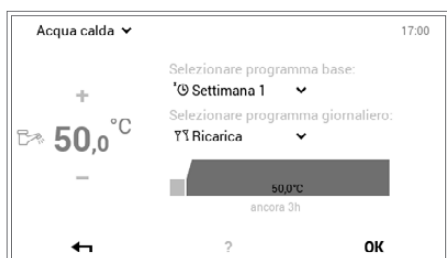 Acqua calda
17:00
Selezionare programma base:
Settimana 1
Selezionare programma giornaliero:
Ricarica
50,0°C
50,0°C
ancora 3h
?
OK